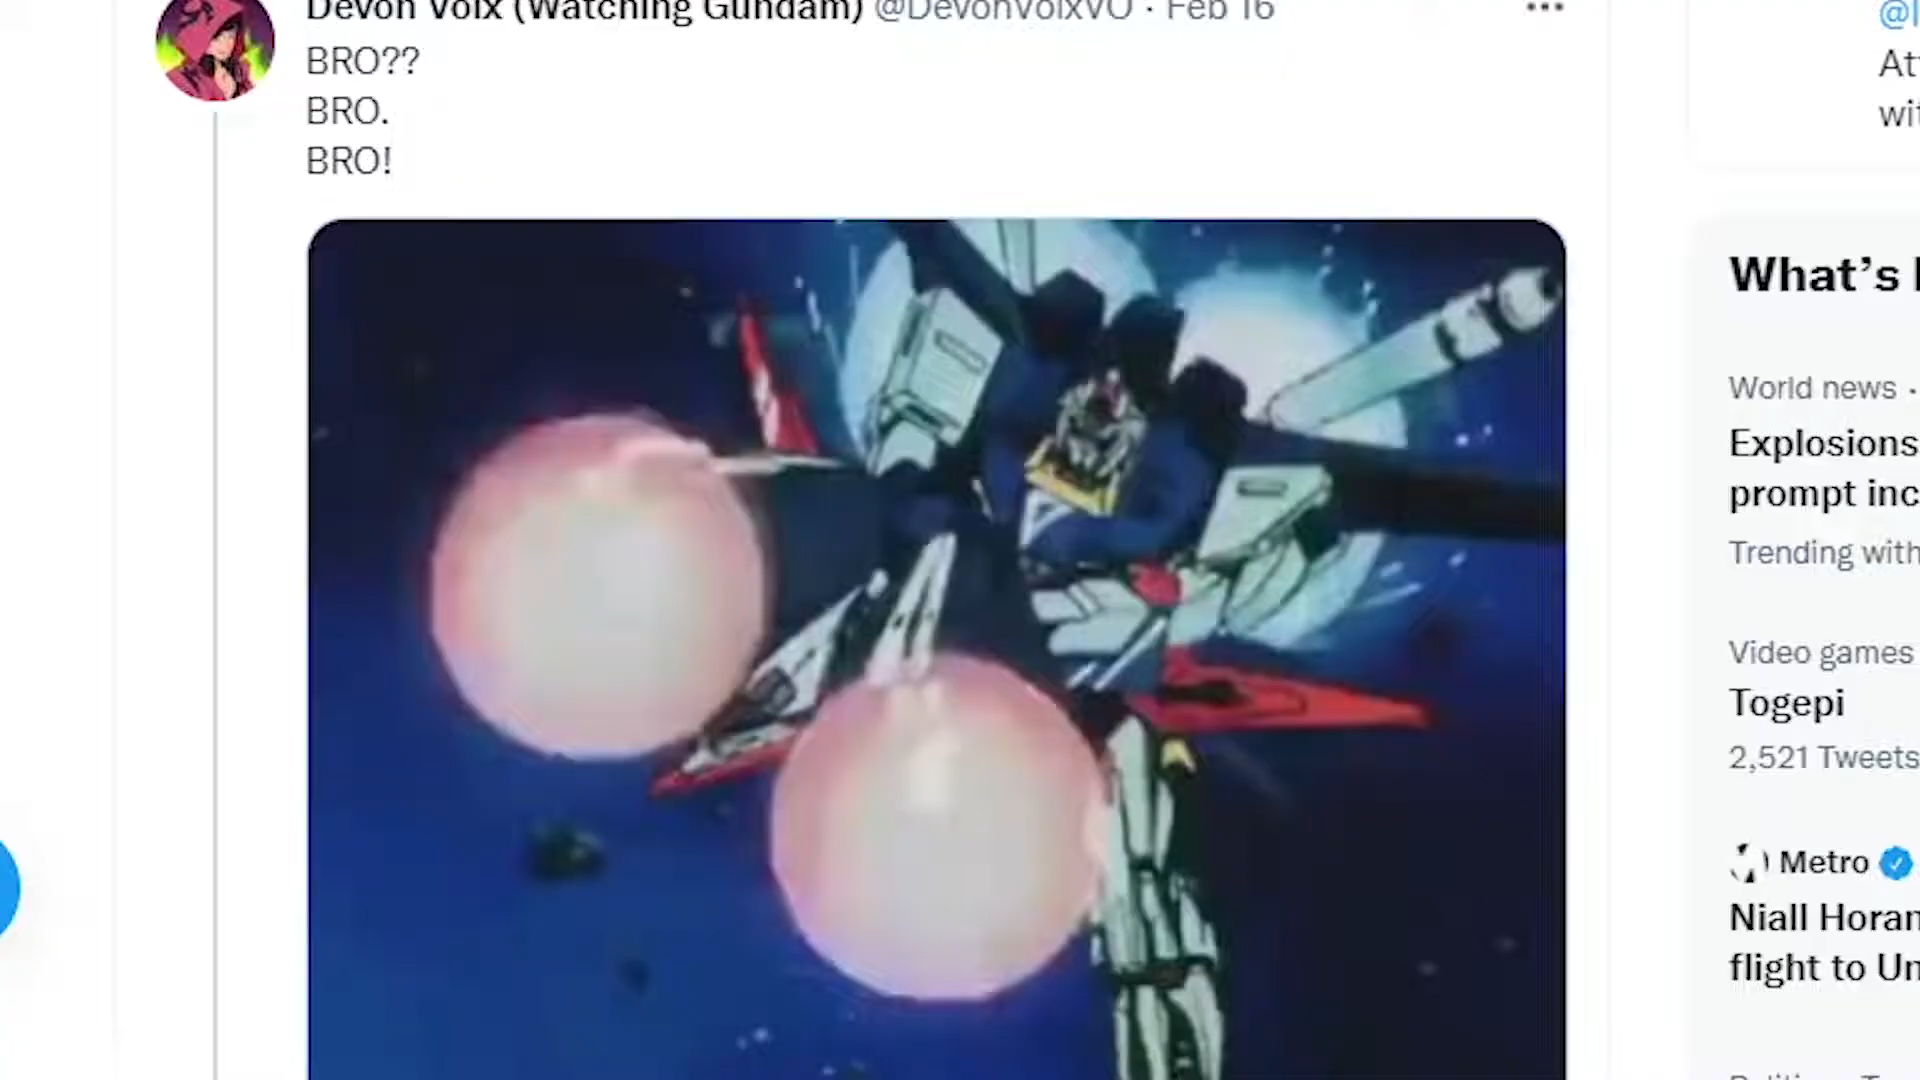 Devon Voix (Watching Gundam) @DevonVoixVO · Feb 16
BRO??
BRO.
BRO!
wit
What's
World news ·
Explosions
prompt inc
Trending with
Video games
Togepi
2,521 Tweets
Metro
Niall Horan
flight to Un